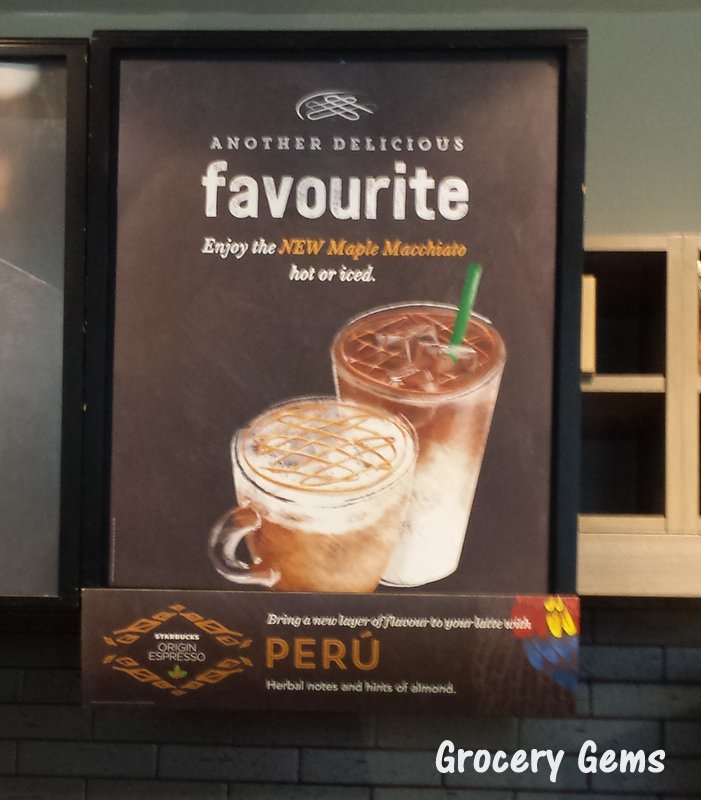 ANOTHER DELICIOUS
favourite
Enjoy the NEW Maple Macchiato
hot or iced.
STARBUCKS
ORIGIN
ESPRESSO
Bring a new layer of flavour to your latte with
PERÚ
Herbal notes and hints of almond.
Grocery Gems